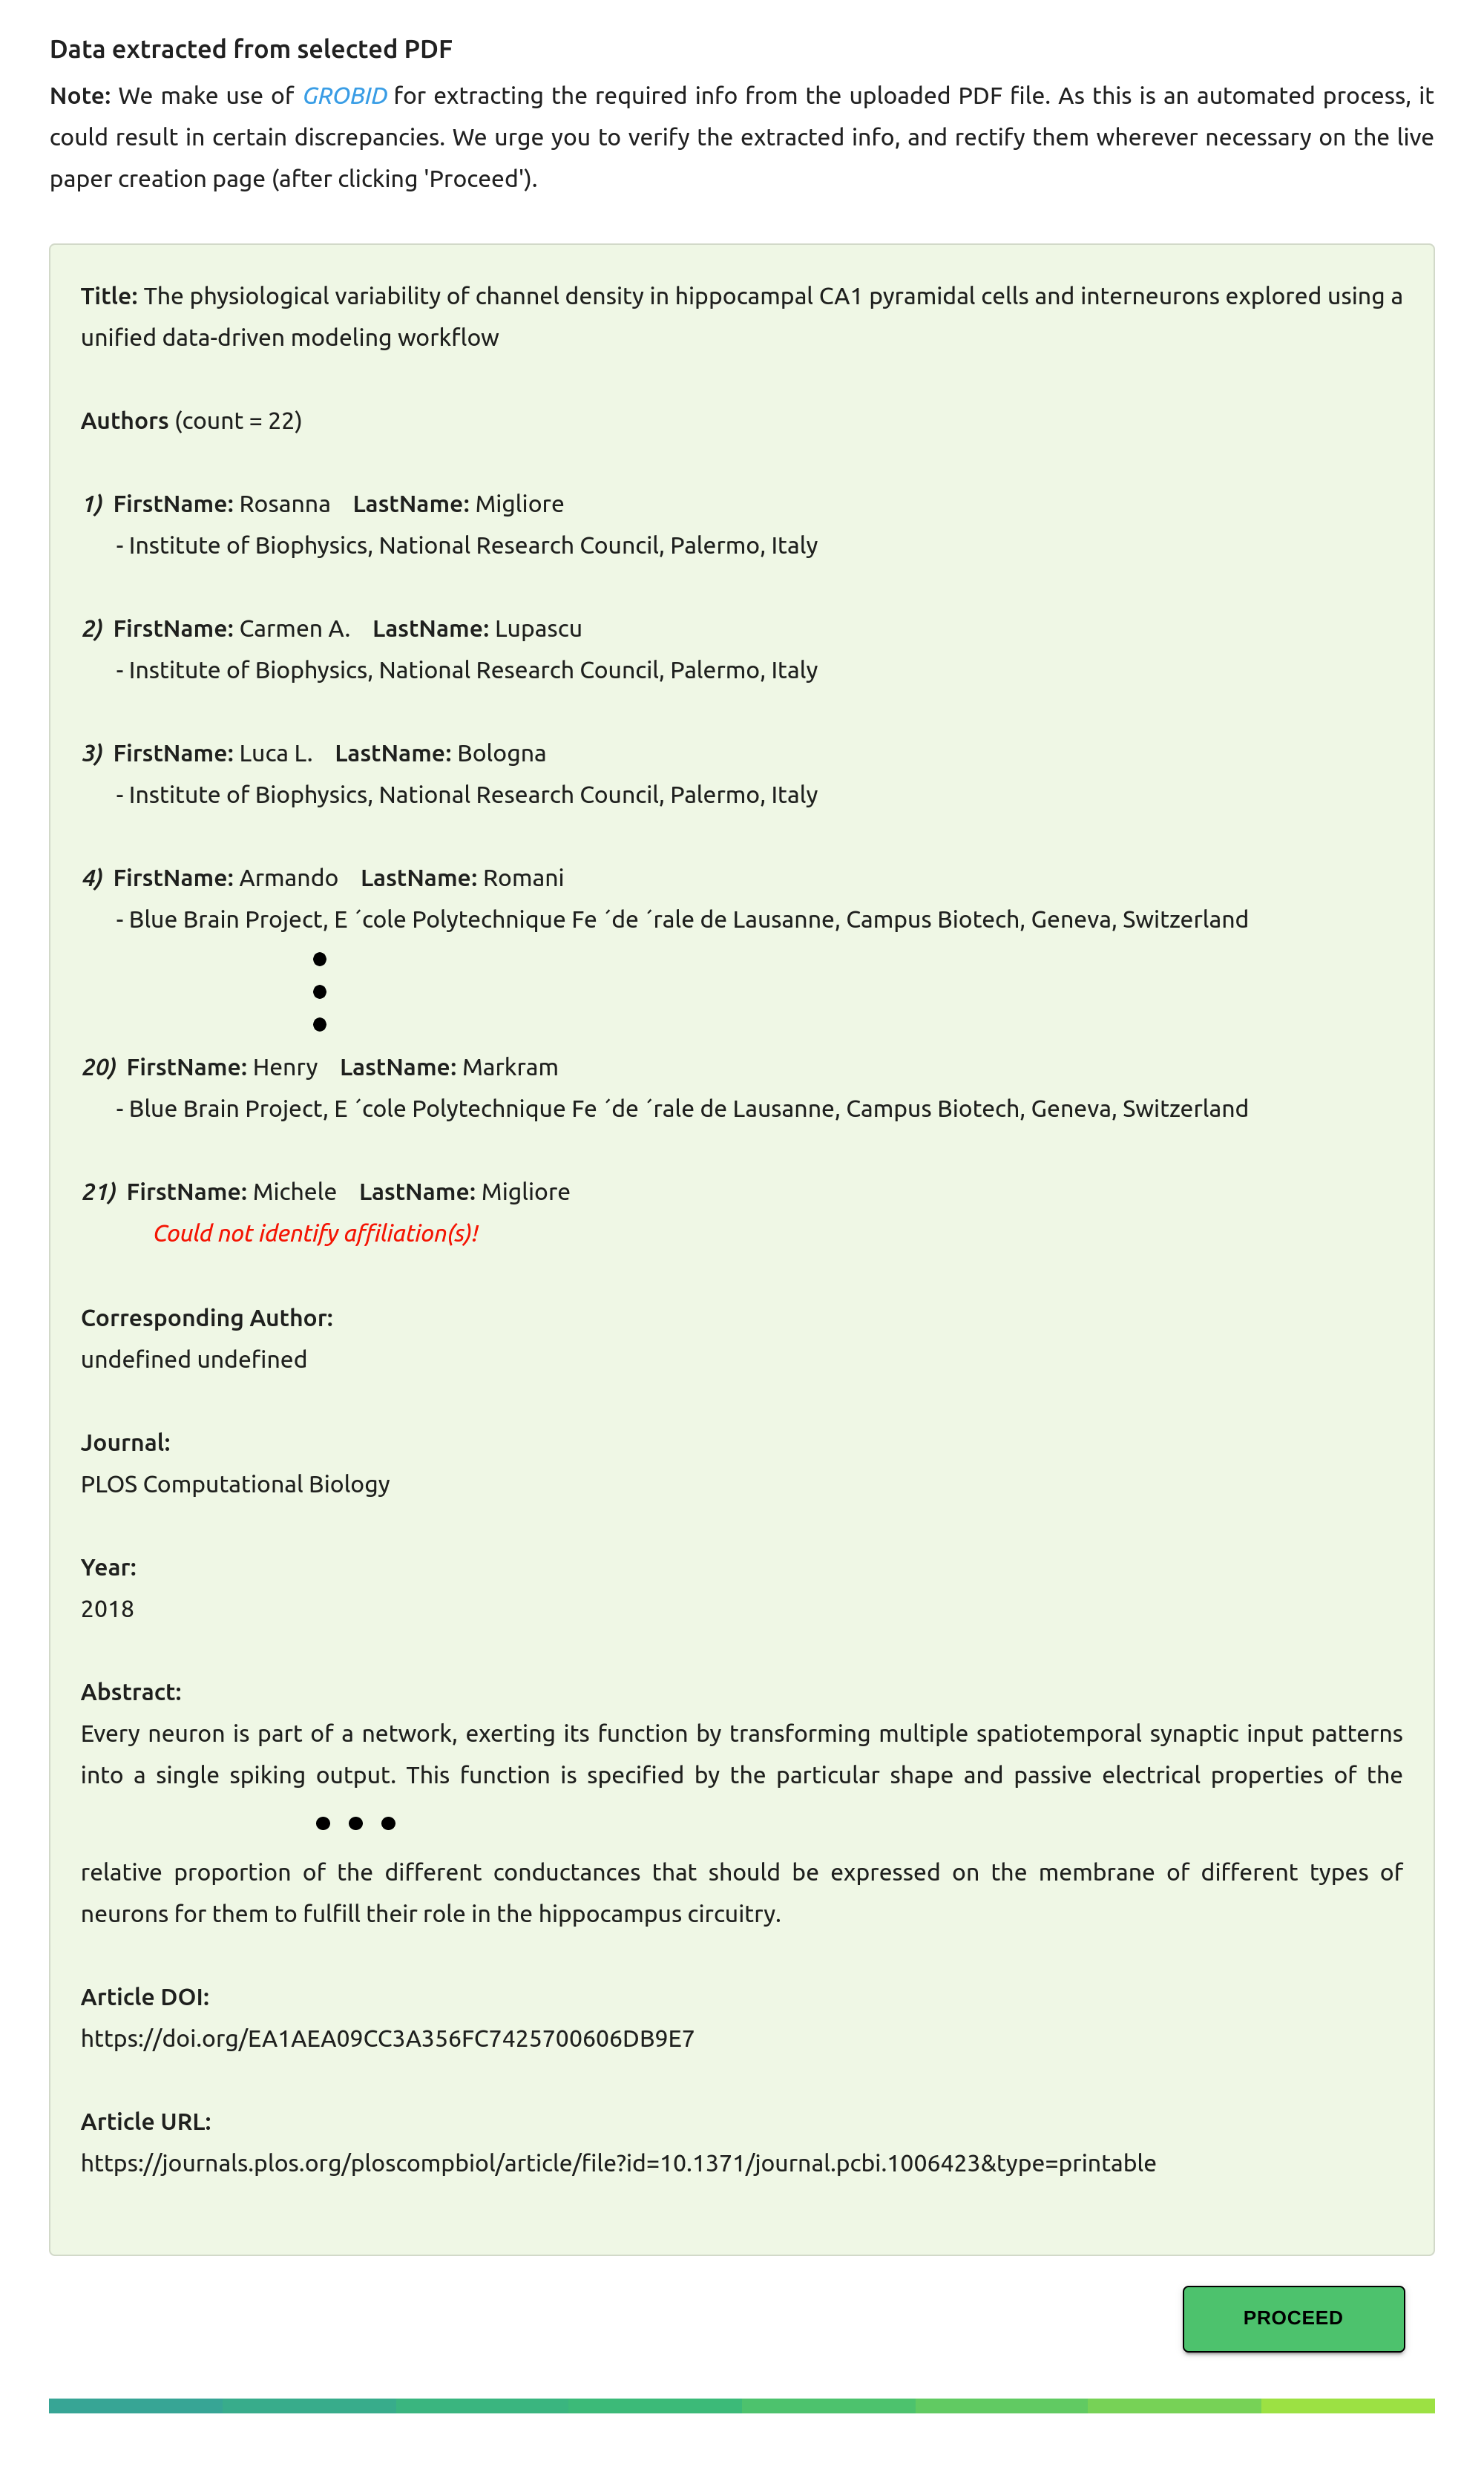 Data extracted from selected PDF
Note: We make use of GROBID for extracting the required info from the uploaded PDF file. As this is an automated process, it
could result in certain discrepancies. We urge you to verify the extracted info, and rectify them wherever necessary on the live
paper creation page (after clicking 'Proceed').
Title: The physiological variability of channel density in hippocampal CA1 pyramidal cells and interneurons explored using a
unified data-driven modeling workflow
Authors (count = 22)
1) FirstName: Rosanna LastName: Migliore
- Institute of Biophysics, National Research Council, Palermo, Italy
2) FirstName: Carmen A. LastName: Lupascu
- Institute of Biophysics, National Research Council, Palermo, Italy
3) FirstName: Luca L. LastName: Bologna
- Institute of Biophysics, National Research Council, Palermo, Italy
4) FirstName: Armando LastName: Romani
- Blue Brain Project, E ´cole Polytechnique Fe ´de ´rale de Lausanne, Campus Biotech, Geneva, Switzerland
20) FirstName: Henry LastName: Markram
- Blue Brain Project, E ´cole Polytechnique Fe ´de ´rale de Lausanne, Campus Biotech, Geneva, Switzerland
21) FirstName: Michele LastName: Migliore
Could not identify affiliation(s)!
Corresponding Author:
undefined undefined
Journal:
PLOS Computational Biology
Year:
2018
Abstract:
Every neuron is part of a network, exerting its function by transforming multiple spatiotemporal synaptic input patterns
into a single spiking output. This function is specified by the particular shape and passive electrical properties of the
relative proportion of the different conductances that should be expressed on the membrane of different types of
neurons for them to fulfill their role in the hippocampus circuitry.
Article DOI:
https://doi.org/EA1AEA09CC3A356FC7425700606DB9E7
Article URL:
https://journals.plos.org/ploscompbiol/article/file?id=10.1371/journal.pcbi.1006423&type=printable
PROCEED